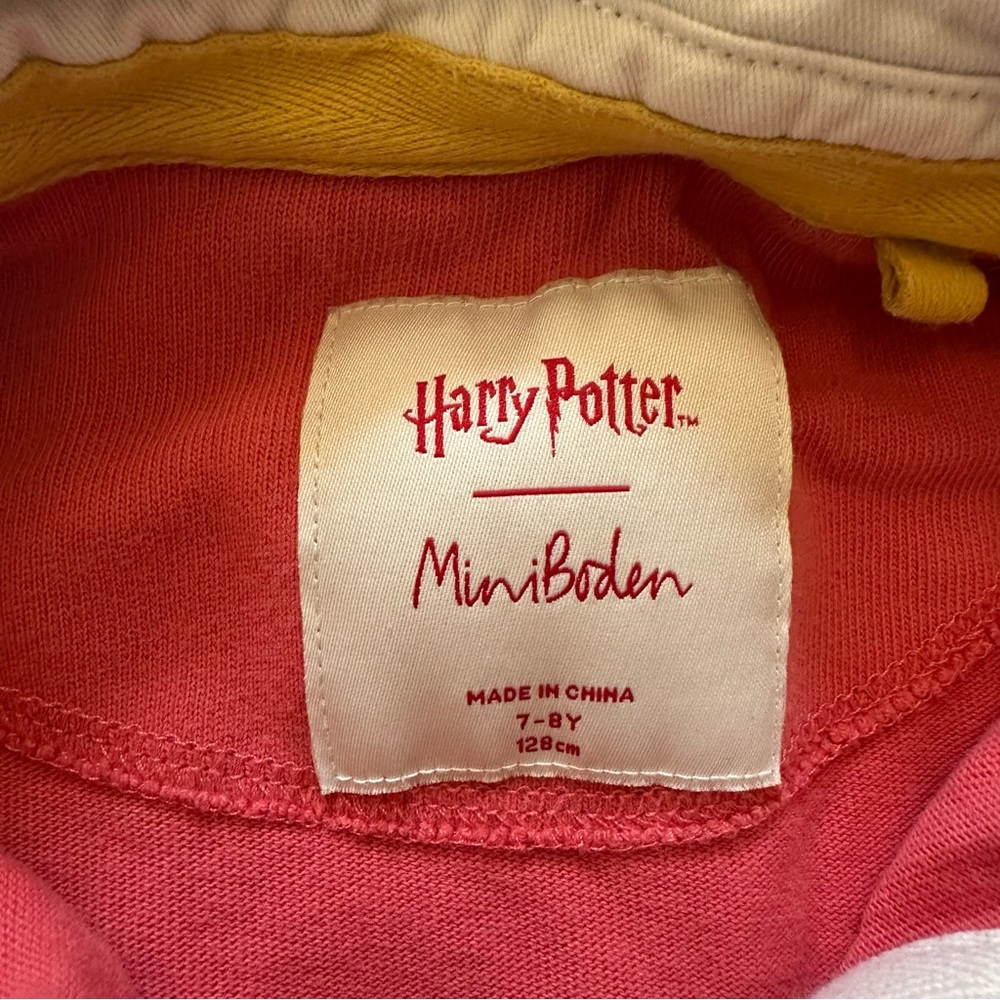 Harry Potter™
MiniBoden
MADE IN CHINA
7-8Y
128cm